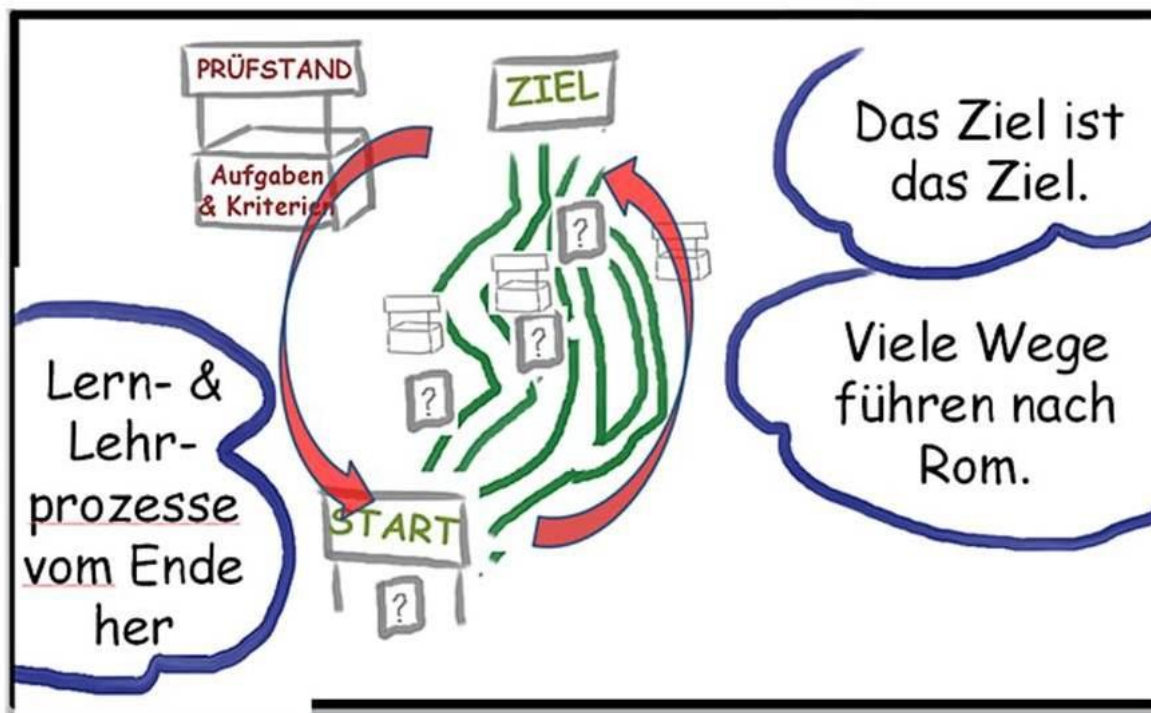 PRÜFSTAND
Aufgaben
& Kriterien
ZIEL
Das Ziel ist
das Ziel.
?
?
?
Viele Wege
führen nach
Rom.
Lern- &
Lehr-
prozesse
vom Ende
her
START
?